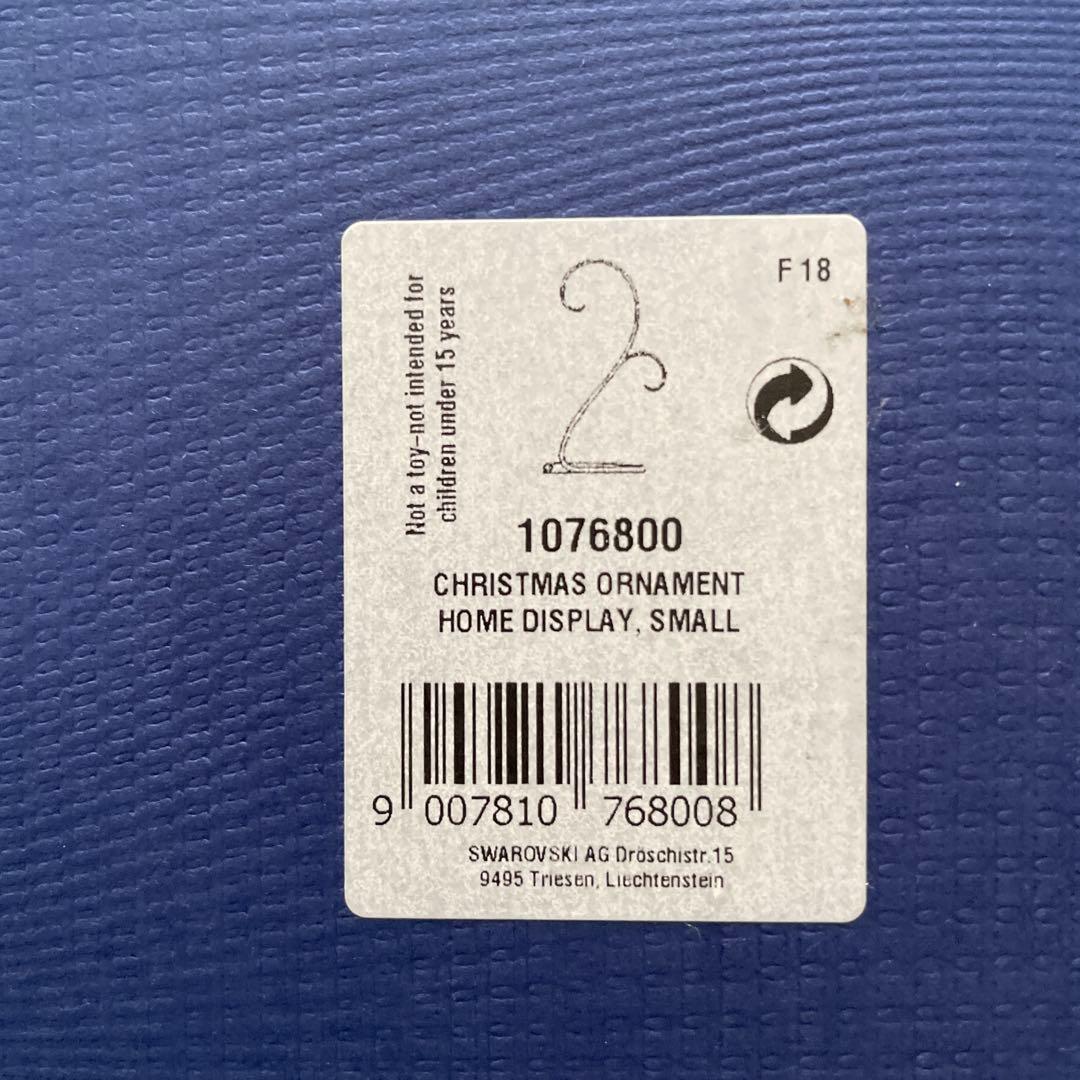 F18
Not a toy-not intended for
children under 15 years
1076800
CHRISTMAS ORNAMENT
HOME DISPLAY, SMALL
9 007810 768008
SWAROVSKI AG Dröschistr.15
9495 Triesen, Liechtenstein